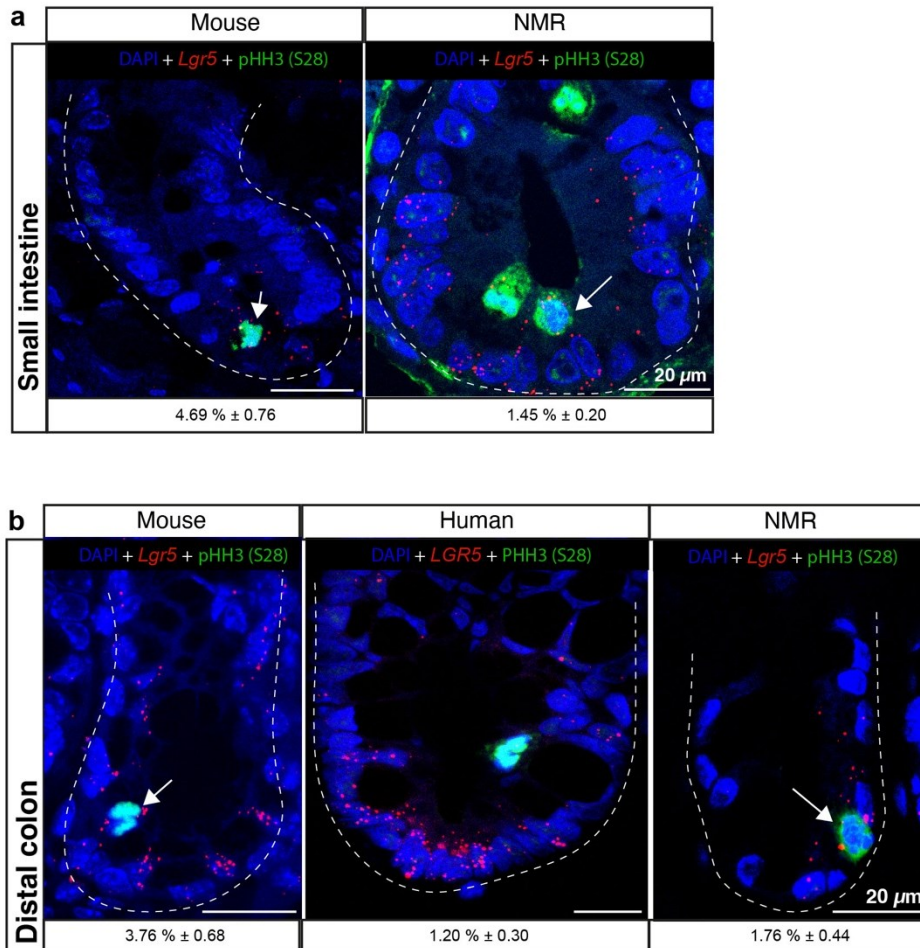 a
Mouse
NMR
DAPI + Lgr5 + pHH3 (S28)
DAPI + Lgr5 + pHH3 (S28)
Small intestine
20 µm
4.69 % ± 0.76
1.45 % ± 0.20
b
Mouse
Human
NMR
DAPI + Lgr5 + pHH3 (S28)
DAPI + LGR5 + PHH3 (S28)
DAPI + Lgr5 + pHH3 (S28)
Distal colon
20 µm
3.76 % ± 0.68
1.20 % ± 0.30
1.76 % ± 0.44